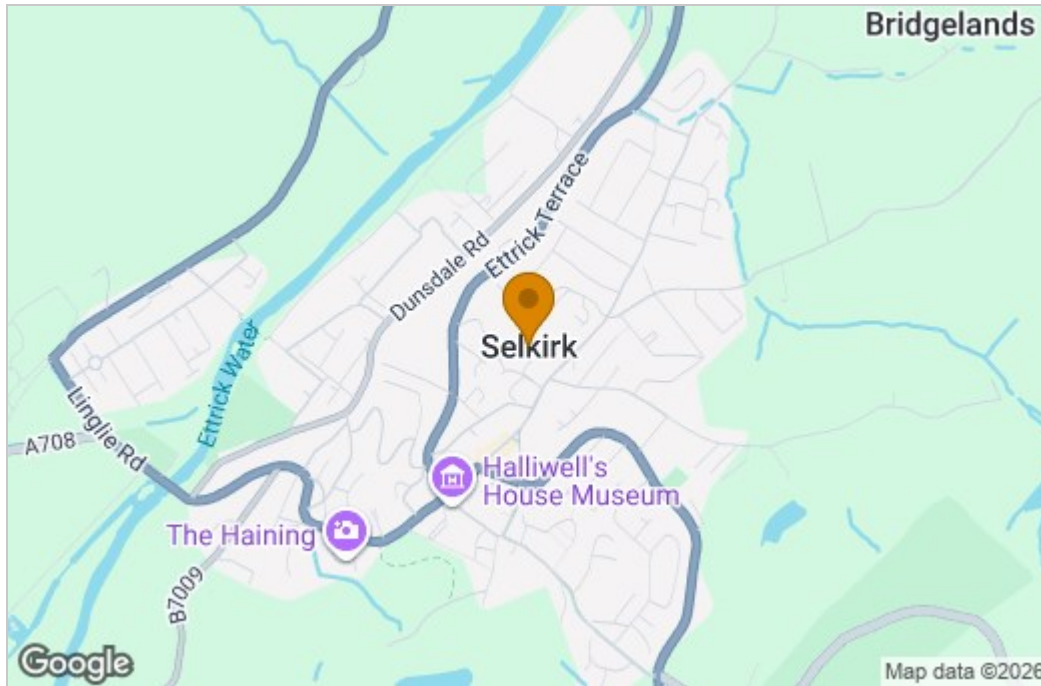 Bridgelands
Ettrick Terrace
Dunsdale Rd
Selkirk
Ettrick Water
Linglie Rd
A708
Halliwell's
House Museum
The Haining
B7009
Google
Map data ©2026